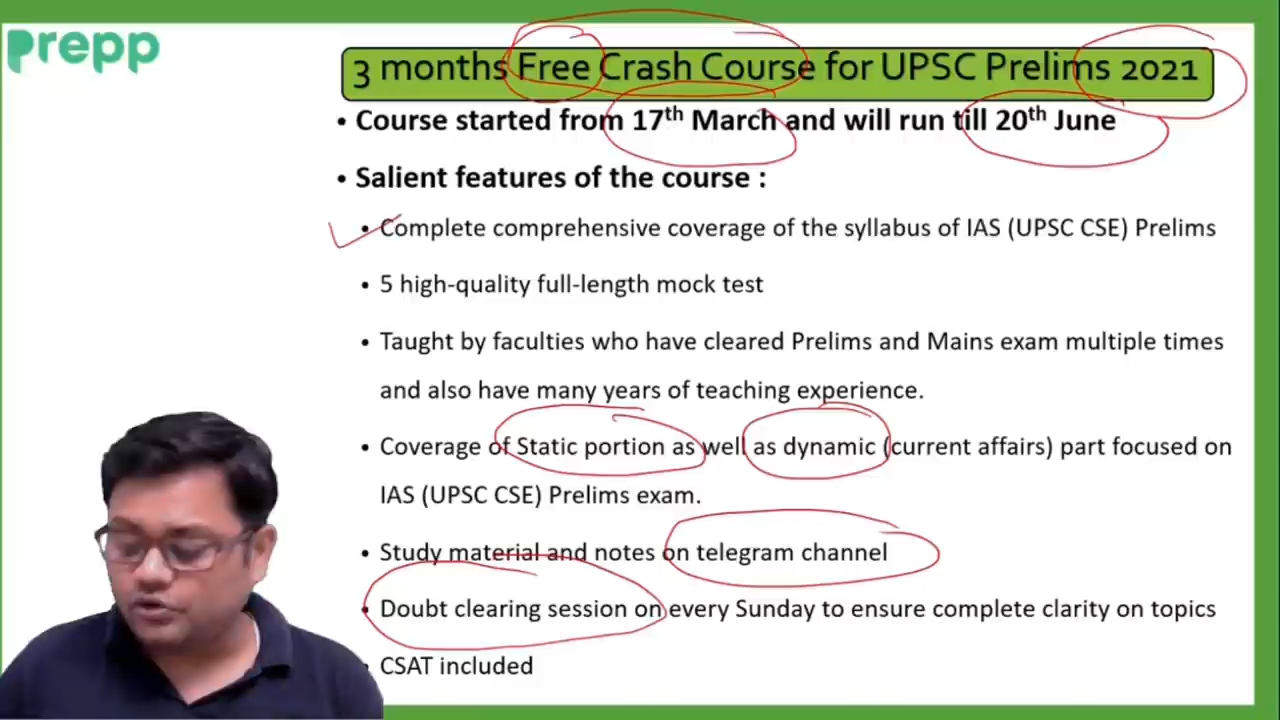 Prepp
3 months Free Crash Course for UPSC Prelims 2021
• Course started from 17th March and will run till 20th June
• Salient features of the course :
• Complete comprehensive coverage of the syllabus of IAS (UPSC CSE) Prelims
• 5 high-quality full-length mock test
• Taught by faculties who have cleared Prelims and Mains exam multiple times
and also have many years of teaching experience.
• Coverage of Static portion as well as dynamic (current affairs) part focused on
IAS (UPSC CSE) Prelims exam.
• Study material and notes on telegram channel
• Doubt clearing session on every Sunday to ensure complete clarity on topics
• CSAT included